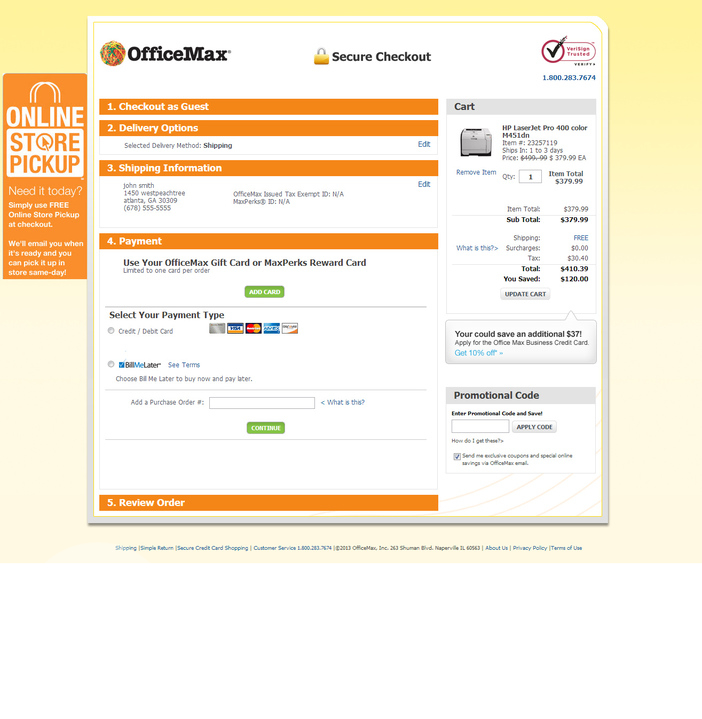 OfficeMax®
Secure Checkout
VeriSign
Trusted
VERIFY▸
1.800.283.7674
ONLINE
STORE
PICKUP
Need it today?
Simply use FREE
Online Store Pickup
at checkout.
We'll email you when
it's ready and you
can pick it up in
store same-day!
1. Checkout as Guest
2. Delivery Options
Selected Delivery Method: Shipping
Edit
3. Shipping Information
john smith
1450 westpeachtree
atlanta, GA 30309
(678) 555-5555
OfficeMax Issued Tax Exempt ID: N/A
MaxPerks® ID: N/A
Edit
4. Payment
Use Your OfficeMax Gift Card or MaxPerks Reward Card
Limited to one card per order
ADD CARD
Select Your Payment Type
Credit / Debit Card
VISA
BillMeLater®
See Terms
Choose Bill Me Later to buy now and pay later.
Add a Purchase Order #:
< What is this?
CONTINUE
5. Review Order
Cart
HP LaserJet Pro 400 color
M451dn
Item #: 23257119
Ships In: 1 to 3 days
Price: $499.99 $ 379.99 EA
Remove Item
Qty:
1
Item Total
$379.99
Item Total: $379.99
Sub Total: $379.99
Shipping: FREE
What is this?> Surcharges: $0.00
Tax: $30.40
Total: $410.39
You Saved: $120.00
UPDATE CART
Your could save an additional $37!
Apply for the Office Max Business Credit Card.
Get 10% off* »
Promotional Code
Enter Promotional Code and Save!
APPLY CODE
How do I get these?>
Send me exclusive coupons and special online
savings via OfficeMax email.
Shipping |Simple Return |Secure Credit Card Shopping | Customer Service 1.800.283.7674 |©2013 OfficeMax, Inc. 263 Shuman Blvd. Naperville IL 60563 | About Us | Privacy Policy |Terms of Use